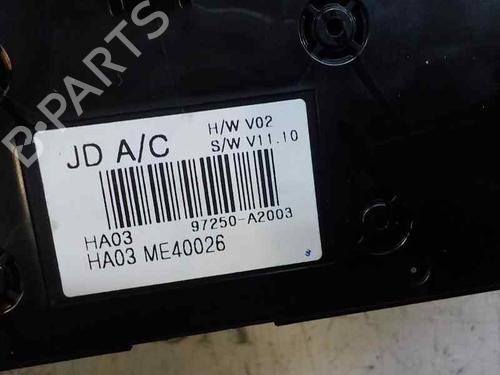 B-PARTS
JD A/C
H/W V02
S/W V11.10
HA03
97250-A2003
HA03 ME40026